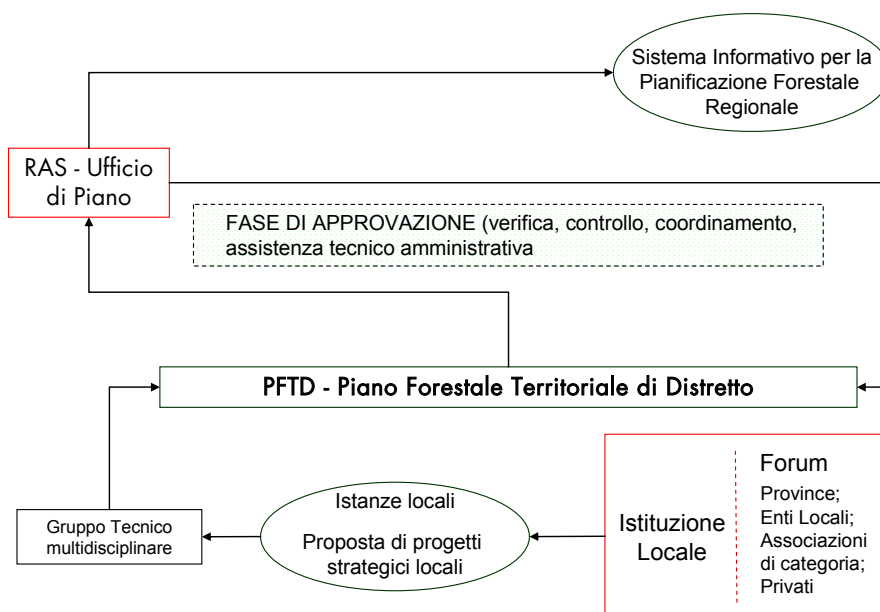 Sistema Informativo per la
Pianificazione Forestale
Regionale
RAS - Ufficio
di Piano
FASE DI APPROVAZIONE (verifica, controllo, coordinamento,
assistenza tecnico amministrativa
PFTD - Piano Forestale Territoriale di Distretto
Gruppo Tecnico
multidisciplinare
Istanze locali
Proposta di progetti
strategici locali
Istituzione
Locale
Forum
Province;
Enti Locali;
Associazioni
di categoria;
Privati